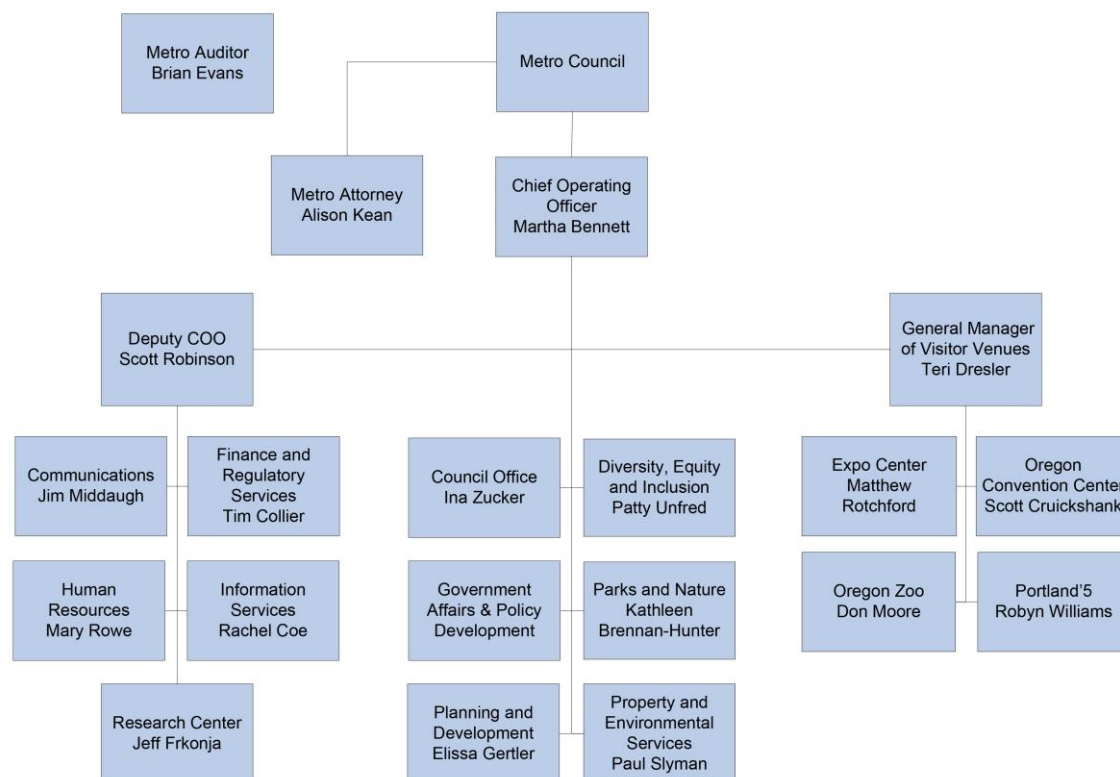 Metro Auditor
Brian Evans
Metro Council
Metro Attorney
Alison Kean
Chief Operating
Officer
Martha Bennett
Deputy COO
Scott Robinson
General Manager
of Visitor Venues
Teri Dresler
Communications
Jim Middaugh
Finance and
Regulatory
Services
Tim Collier
Council Office
Ina Zucker
Diversity, Equity
and Inclusion
Patty Unfred
Expo Center
Matthew
Rotchford
Oregon
Convention Center
Scott Cruickshank
Human
Resources
Mary Rowe
Information
Services
Rachel Coe
Government
Affairs & Policy
Development
Parks and Nature
Kathleen
Brennan-Hunter
Oregon Zoo
Don Moore
Portland’5
Robyn Williams
Research Center
Jeff Frkonja
Planning and
Development
Elissa Gertler
Property and
Environmental
Services
Paul Slyman